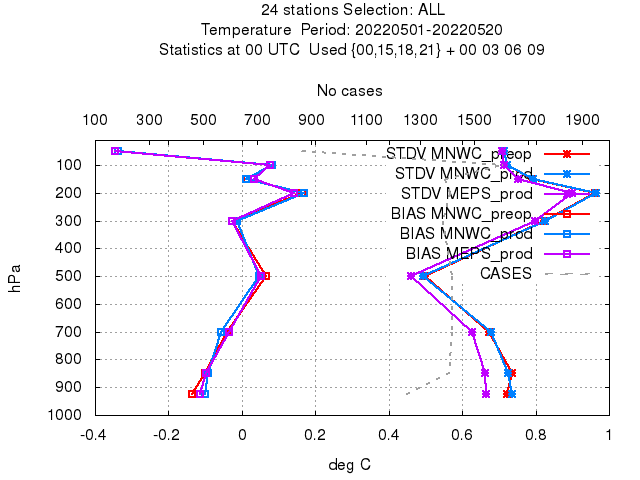 24 stations Selection: ALL
Temperature Period: 20220501-20220520
Statistics at 00 UTC Used {00,15,18,21} + 00 03 06 09
No cases
100 300 500 700 900 1100 1300 1500 1700 1900
STDV MNWC_preop
STDV MNWC_prod
STDV MEPS_prod
BIAS MNWC_preop
BIAS MNWC_prod
BIAS MEPS_prod
CASES
100
200
300
400
500
600
700
800
900
1000
hPa
-0.4 -0.2 0 0.2 0.4 0.6 0.8 1
deg C